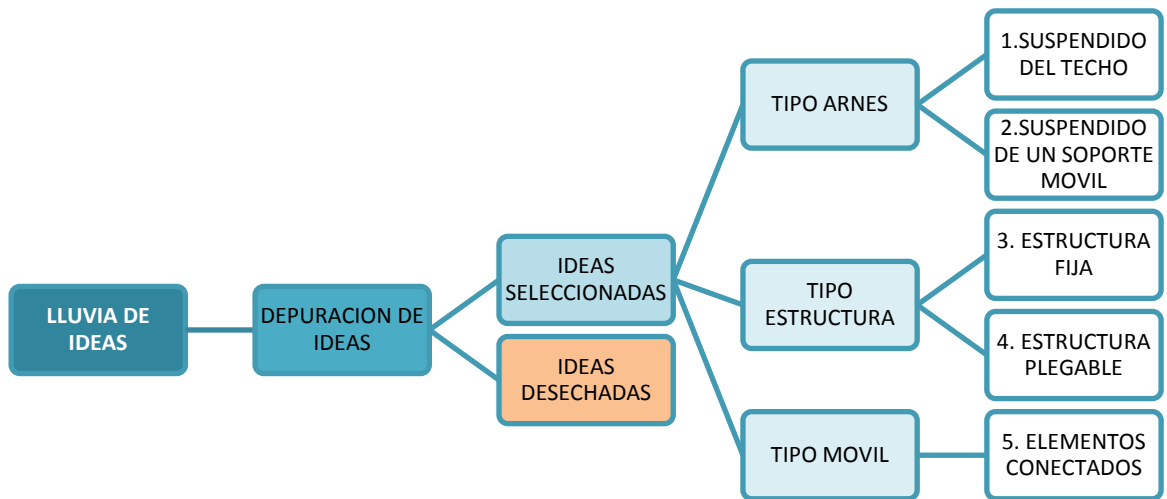 LLUVIA DE
IDEAS
DEPURACION DE
IDEAS
IDEAS
SELECCIONADAS
IDEAS
DESECHADAS
TIPO ARNES
TIPO
ESTRUCTURA
TIPO MOVIL
1.SUSPENDIDO
DEL TECHO
2.SUSPENDIDO
DE UN SOPORTE
MOVIL
3. ESTRUCTURA
FIJA
4. ESTRUCTURA
PLEGABLE
5. ELEMENTOS
CONECTADOS